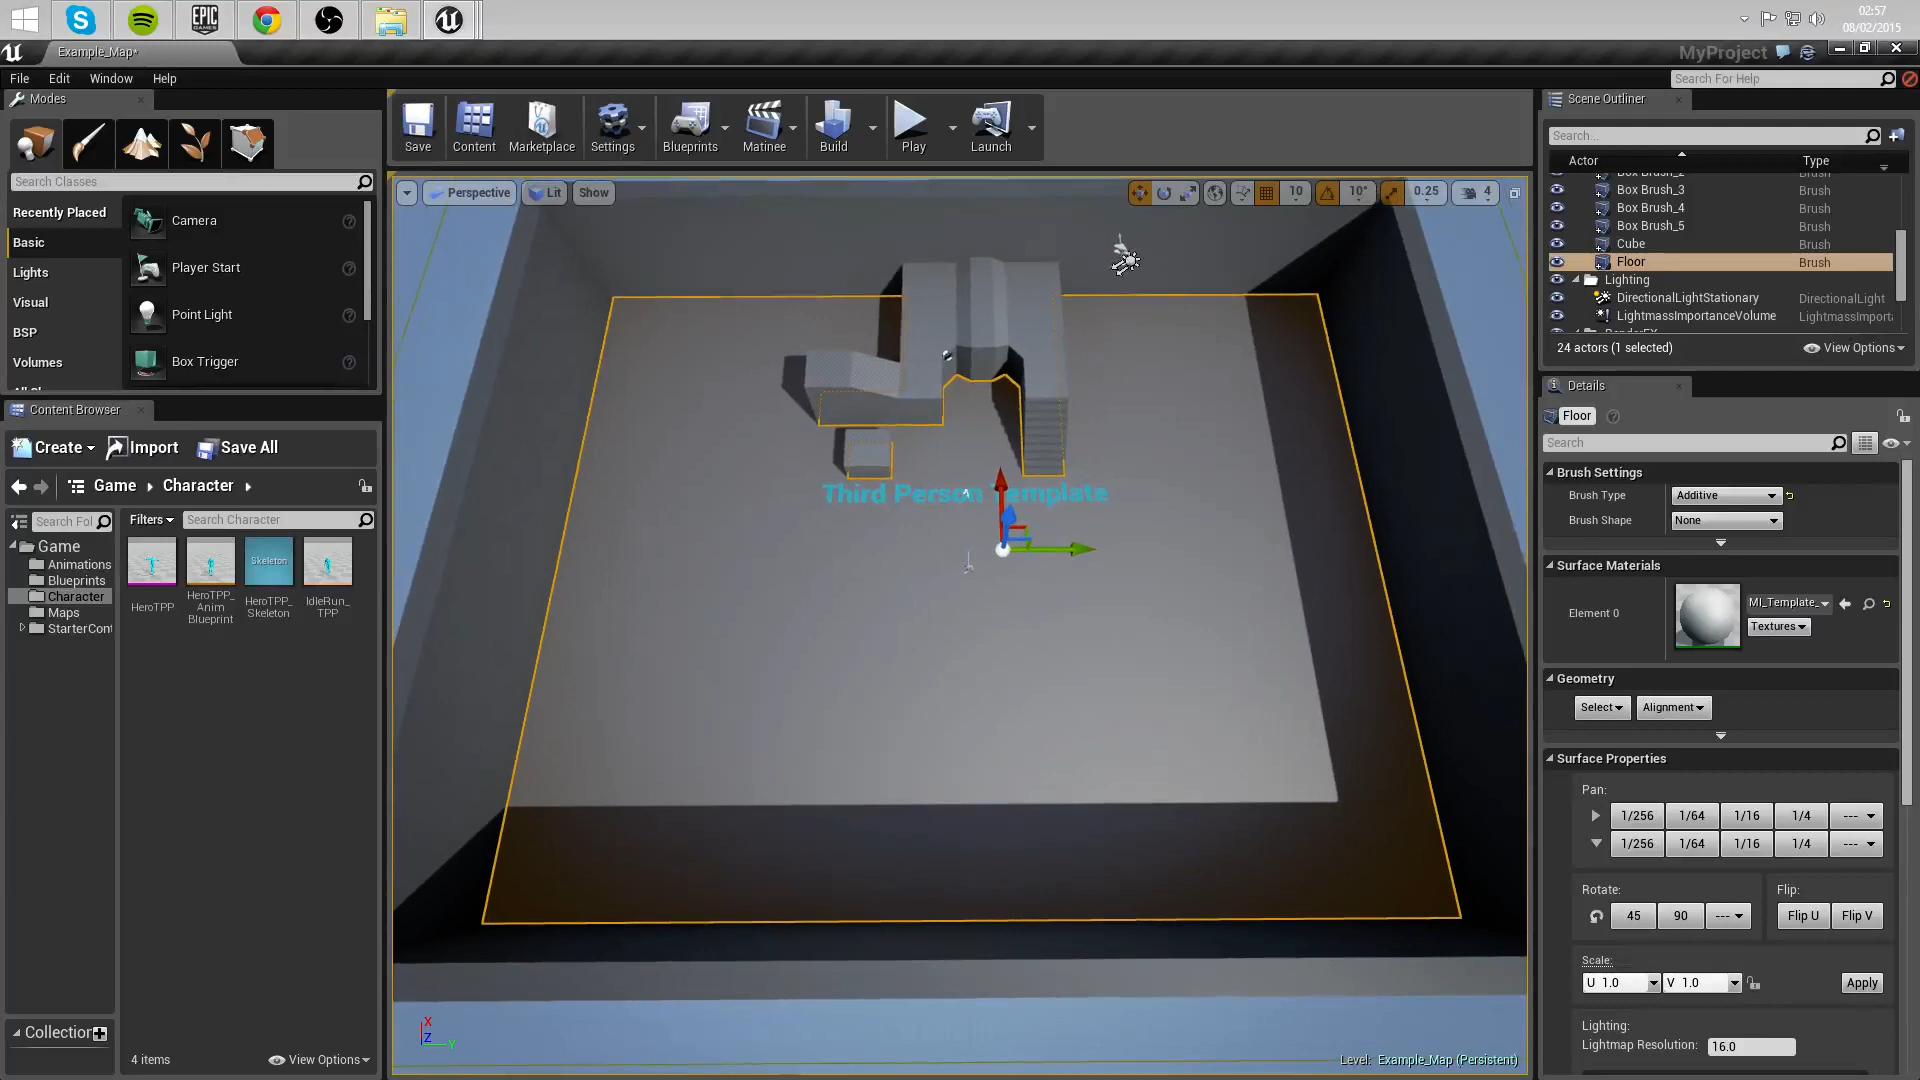 EPIC
GAMES
02:57
08/02/2015
Example_Map*
MyProject
File Edit Window Help
Search For Help
Modes
Search Classes
Recently Placed
Basic
Lights
Visual
BSP
Volumes
Camera
Player Start
Point Light
Box Trigger
Content Browser
Create Import Save All
Game Character
Search Fol
Filters Search Character
Game
Animations
Blueprints
Character
Maps
StarterCont
HeroTPP
HeroTPP_
Anim
Blueprint
Skeleton
HeroTPP_
Skeleton
IdleRun_
TPP
Collection
4 items View Options
Save Content Marketplace Settings Blueprints Matinee Build Play Launch
Perspective Lit Show
10 10° 0.25 4
Third Person Template
X
Z
Y
Level: Example_Map (Persistent)
Scene Outliner
Search...
Actor Type
Box Brush_2 Brush
Box Brush_3 Brush
Box Brush_4 Brush
Box Brush_5 Brush
Cube Brush
Floor Brush
Lighting
DirectionalLightStationary DirectionalLight
LightmassImportanceVolume LightmassImporta
RenderFX
24 actors (1 selected) View Options
Details
Floor
Search
Brush Settings
Brush Type Additive
Brush Shape None
Surface Materials
Element 0
MI_Template_
Textures
Geometry
Select Alignment
Surface Properties
Pan:
1/256 1/64 1/16 1/4 ---
1/256 1/64 1/16 1/4 ---
Rotate: Flip:
45 90 --- Flip U Flip V
Scale:
U 1.0 V 1.0 Apply
Lighting:
Lightmap Resolution: 16.0